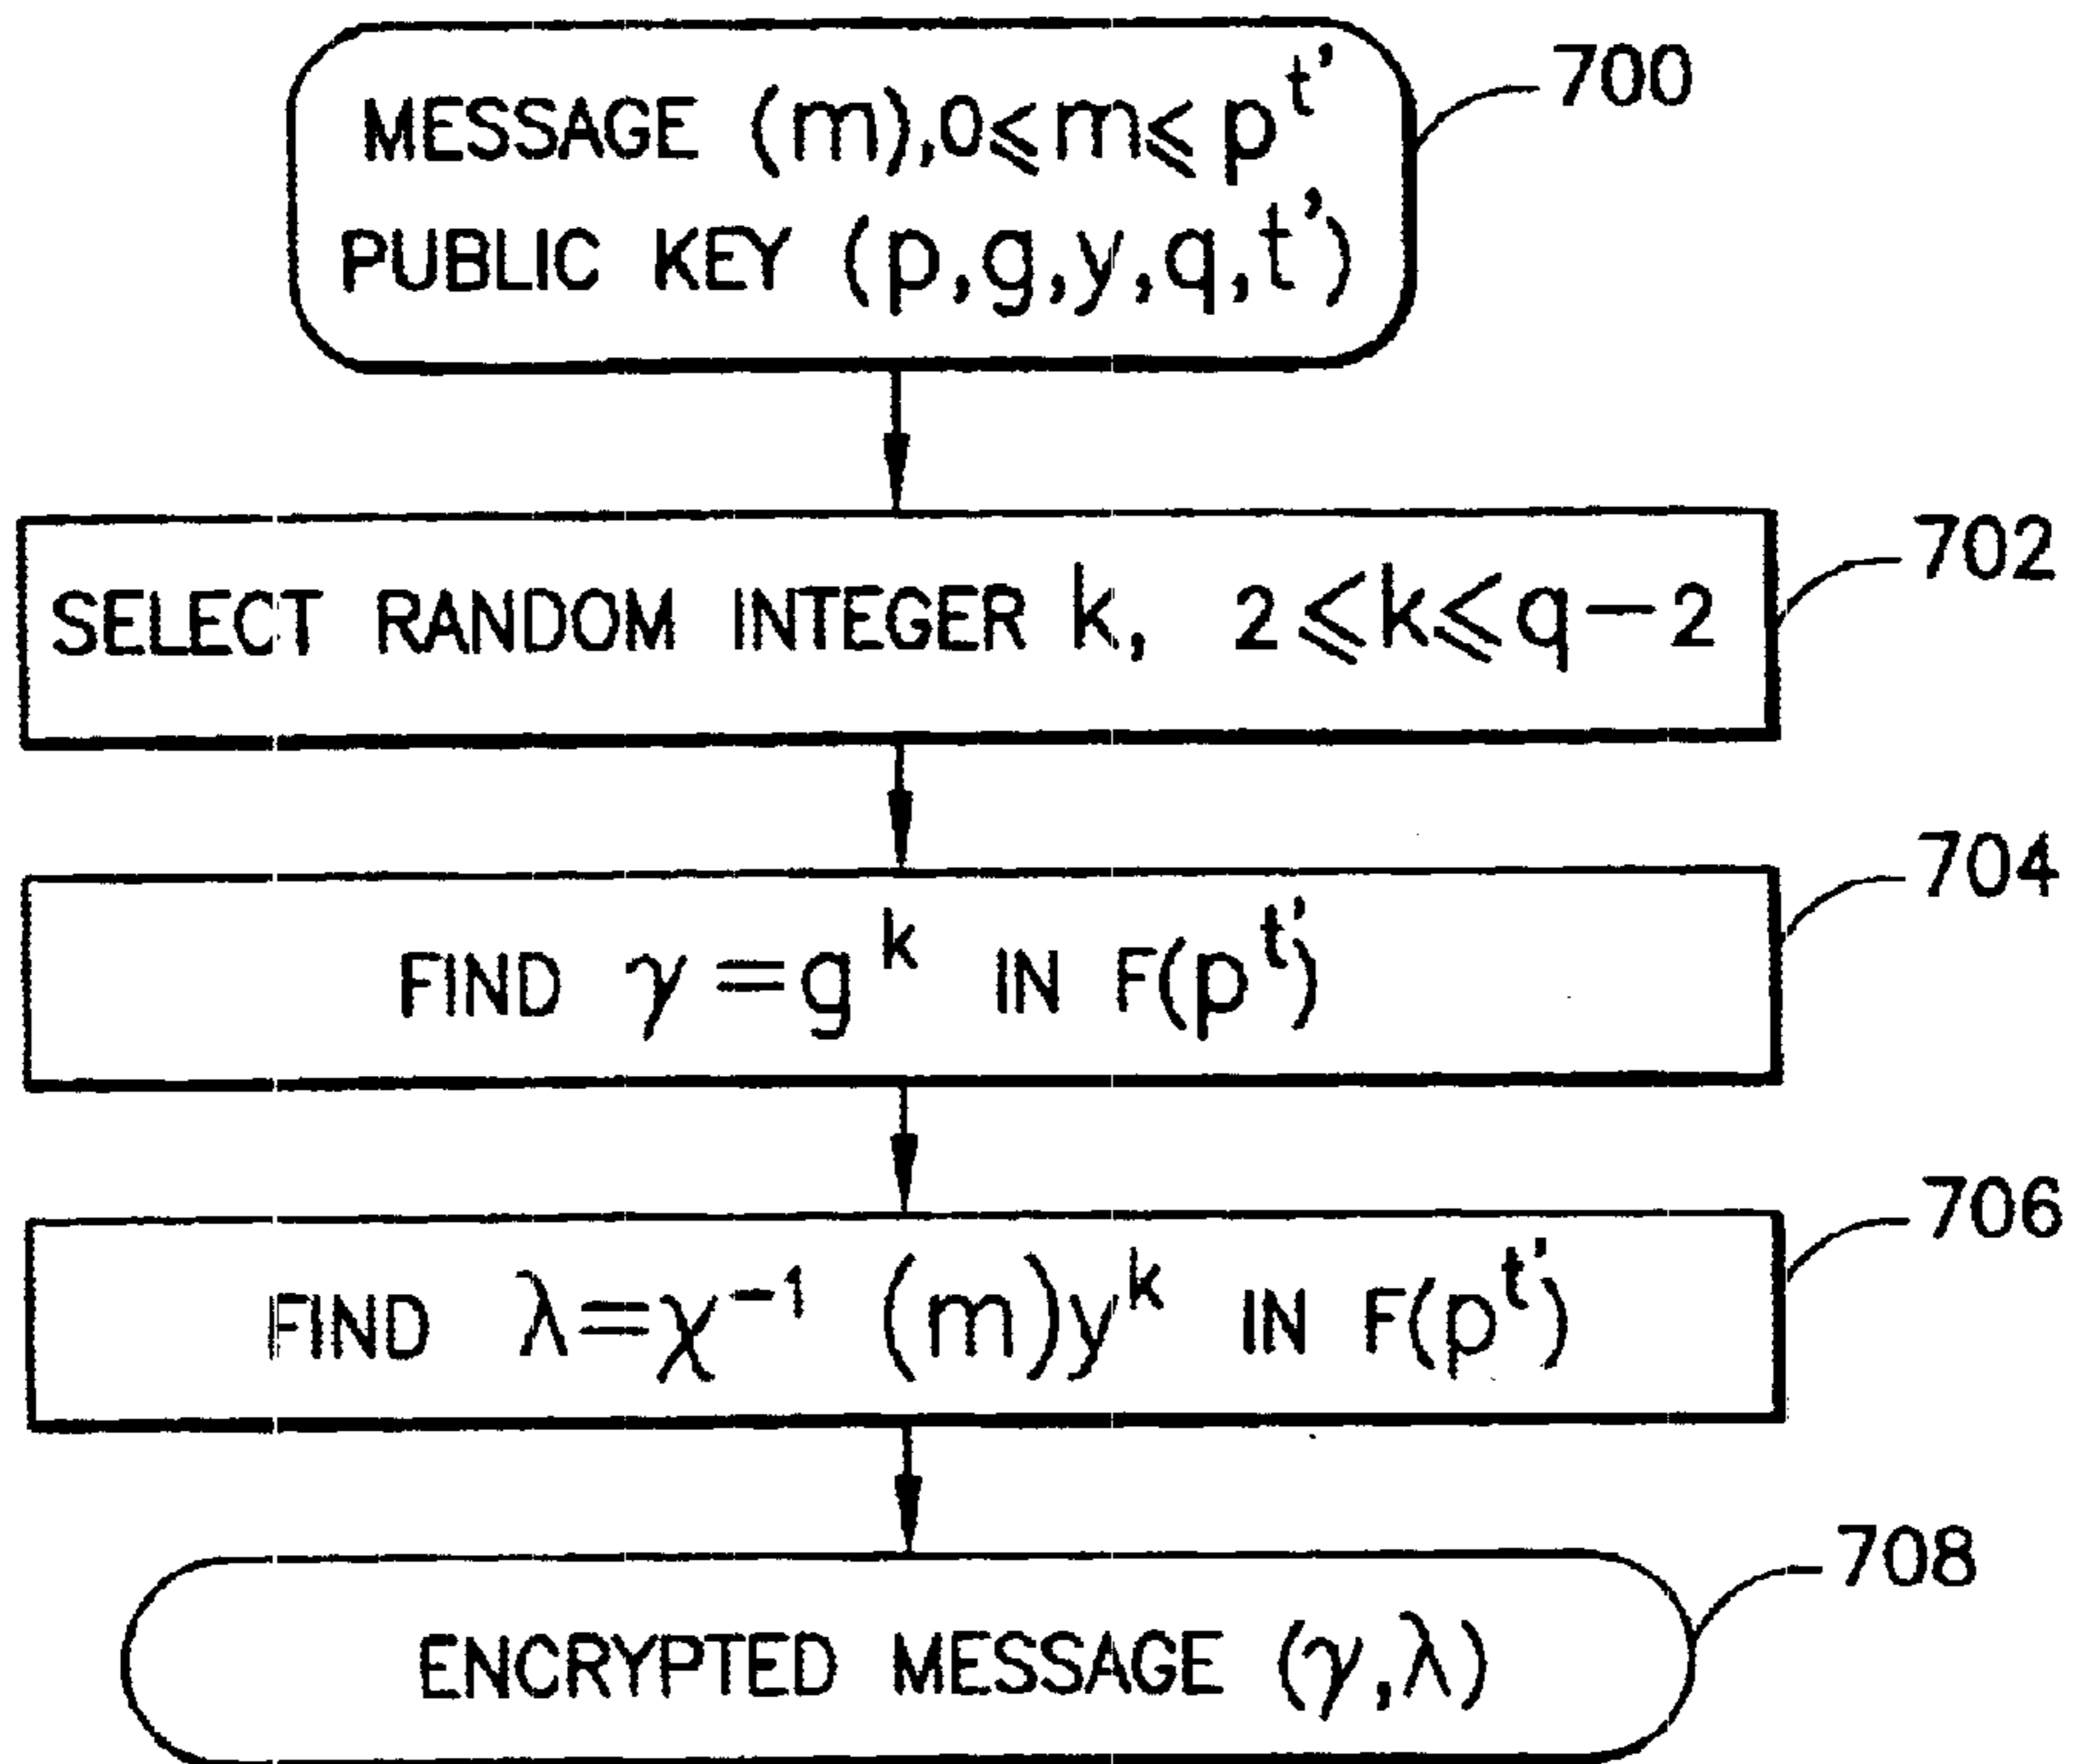 MESSAGE (m),0⩽m⩽p^t'
700
PUBLIC KEY (p,g,y,q,t')
SELECT RANDOM INTEGER k, 2⩽k⩽q−2
702
FIND γ=g^k IN F(p^t')
704
FIND λ=χ^−1 (m)y^k IN F(p^t')
706
ENCRYPTED MESSAGE (γ,λ)
708